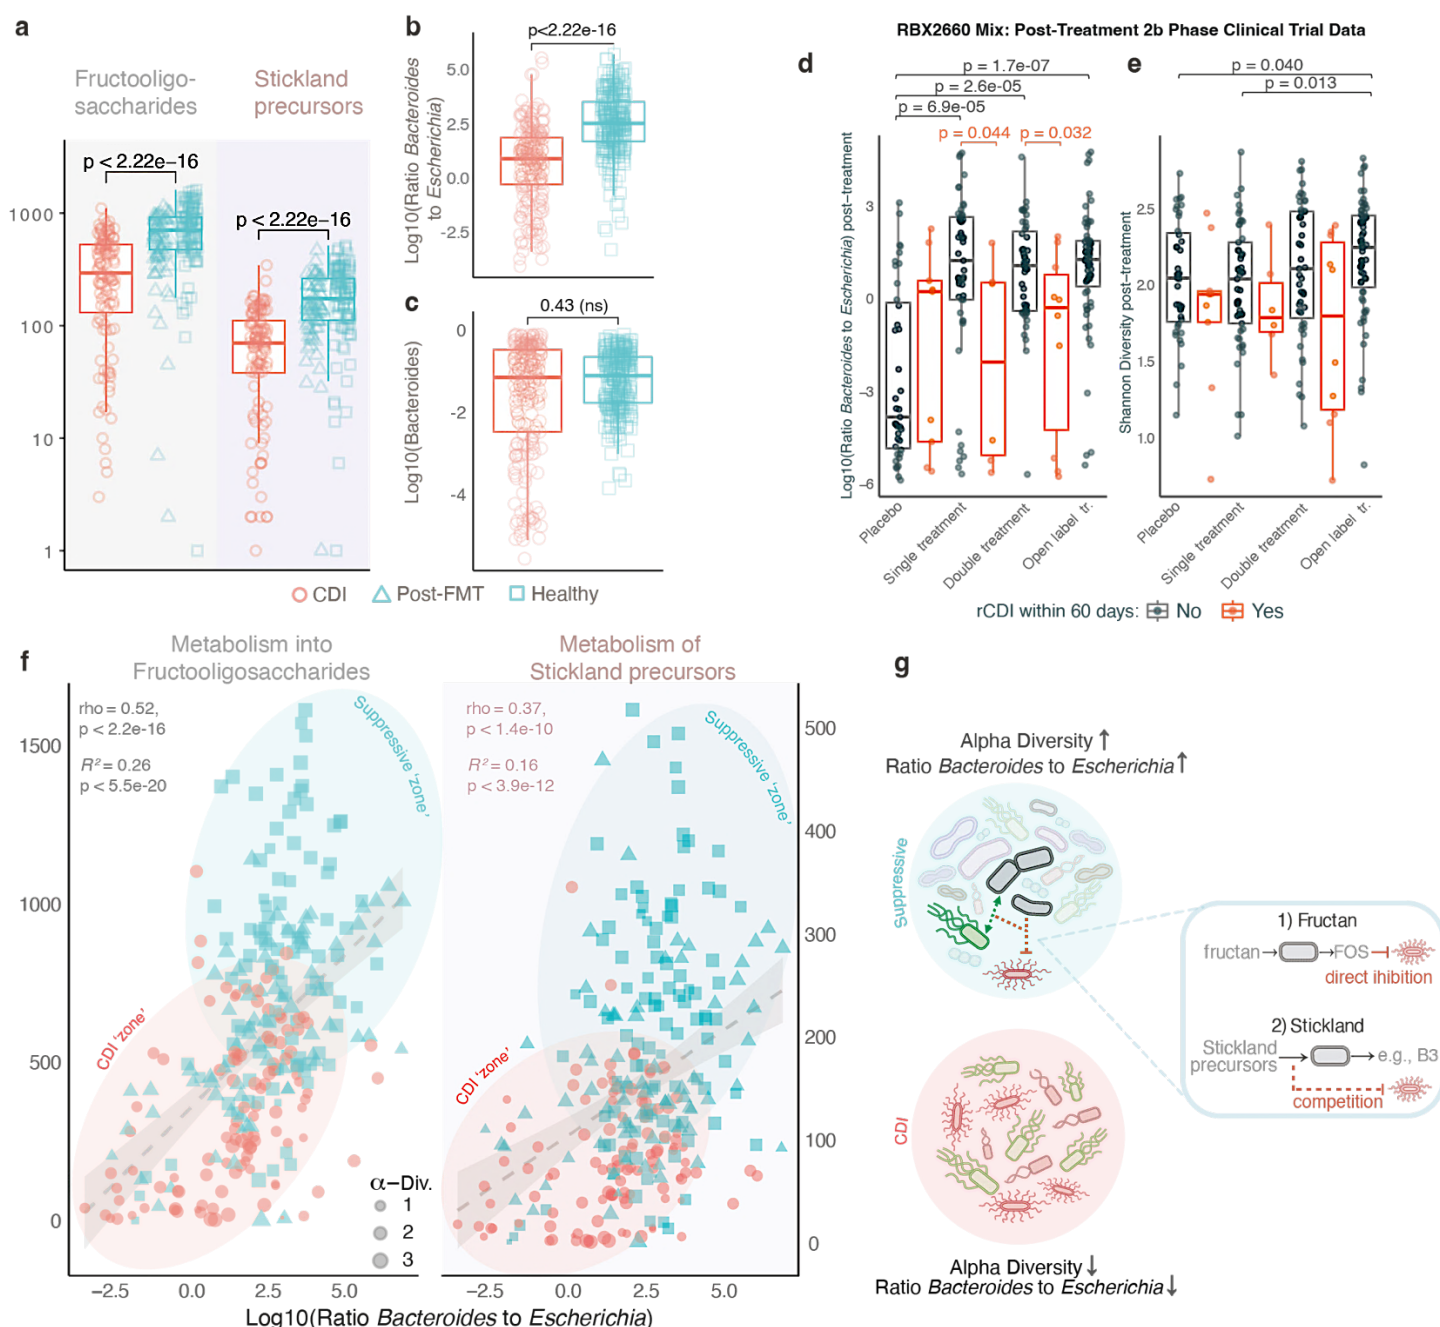 a
Fructooligo-
saccharides
Stickland
precursors
p < 2.22e−16
p < 2.22e−16
1000
100
10
1
b
p<2.22e-16
Log10(Ratio Bacteroides
to Escherichia)
5.0
2.5
0.0
-2.5
c
0.43 (ns)
Log10(Bacteroides)
0
-2
-4
CDI
Post-FMT
Healthy
RBX2660 Mix: Post-Treatment 2b Phase Clinical Trial Data
d
p = 1.7e-07
p = 2.6e-05
p = 6.9e-05
p = 0.044
p = 0.032
Log10(Ratio Bacteroides to Escherichia) post−treatment
3
0
−3
−6
Placebo
Single treatment
Double treatment
Open label tr.
e
p = 0.040
p = 0.013
Shannon Diversity post−treatment
2.5
2.0
1.5
1.0
Placebo
Single treatment
Double treatment
Open label tr.
rCDI within 60 days:
No
Yes
f
Metabolism into
Fructooligosaccharides
rho = 0.52,
p < 2.2e-16
R² = 0.26
p < 5.5e-20
Suppressive 'zone'
CDI 'zone'
1500
1000
500
0
α−Div.
1
2
3
−2.5
0.0
2.5
5.0
Metabolism of
Stickland precursors
rho = 0.37,
p < 1.4e-10
R² = 0.16
p < 3.9e-12
Suppressive 'zone'
CDI 'zone'
500
400
300
200
100
0
−2.5
0.0
2.5
5.0
Log10(Ratio Bacteroides to Escherichia)
g
Alpha Diversity ↑
Ratio Bacteroides to Escherichia ↑
Suppressive
1) Fructan
fructan
FOS
direct inhibition
2) Stickland
Stickland
precursors
e.g., B3
competition
CDI
Alpha Diversity ↓
Ratio Bacteroides to Escherichia ↓